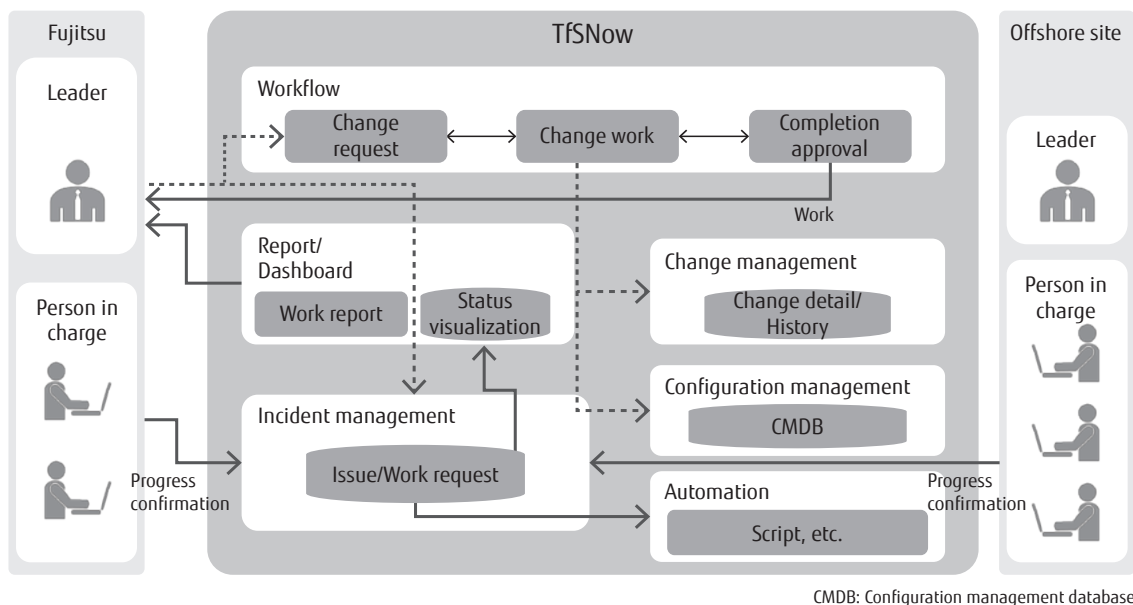 Fujitsu
TfSNow
Offshore site
Leader
Workflow
Change
request
Change work
Completion
approval
Leader
Work
Report/
Dashboard
Work report
Status
visualization
Change management
Change detail/
History
Person in
charge
Person in
charge
Configuration management
CMDB
Incident management
Issue/Work request
Progress
confirmation
Progress
confirmation
Automation
Script, etc.
CMDB: Configuration management database